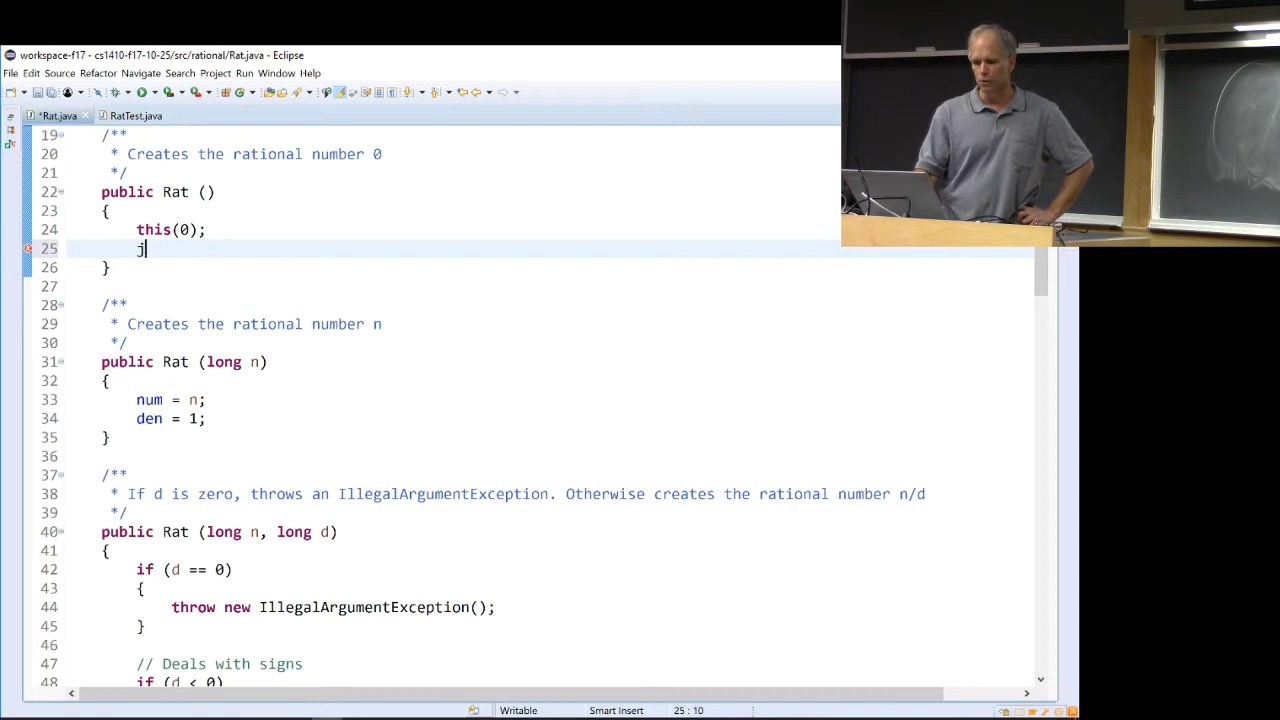 workspace-f17 - cs1410-f17-10-25/src/rational/Rat.java - Eclipse
File Edit Source Refactor Navigate Search Project Run Window Help
*Rat.java RatTest.java
19 /**
20 * Creates the rational number 0
21 */
22 public Rat ()
23 {
24 this(0);
25 j
26 }
27
28 /**
29 * Creates the rational number n
30 */
31 public Rat (long n)
32 {
33 num = n;
34 den = 1;
35 }
36
37 /**
38 * If d is zero, throws an IllegalArgumentException. Otherwise creates the rational number n/d
39 */
40 public Rat (long n, long d)
41 {
42 if (d == 0)
43 {
44 throw new IllegalArgumentException();
45 }
46
47 // Deals with signs
48 if (d < 0)
Writable Smart Insert 25 : 10